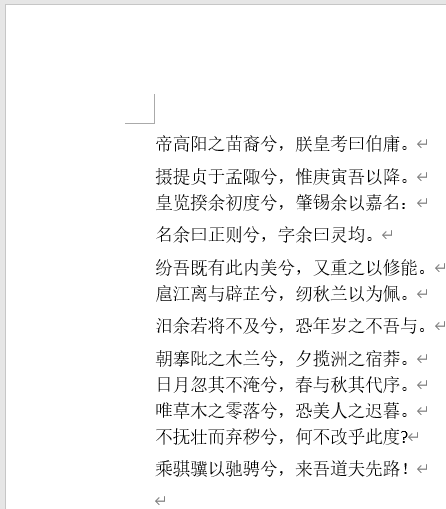 帝高阳之苗裔兮，朕皇考曰伯庸。
摄提贞于孟陬兮，惟庚寅吾以降。
皇览揆余初度兮，肇锡余以嘉名：
名余曰正则兮，字余曰灵均。
纷吾既有此内美兮，又重之以修能。
扈江离与辟芷兮，纫秋兰以为佩。
汩余若将不及兮，恐年岁之不吾与。
朝搴阰之木兰兮，夕揽洲之宿莽。
日月忽其不淹兮，春与秋其代序。
唯草木之零落兮，恐美人之迟暮。
不抚壮而弃秽兮，何不改乎此度?
乘骐骥以驰骋兮，来吾道夫先路！